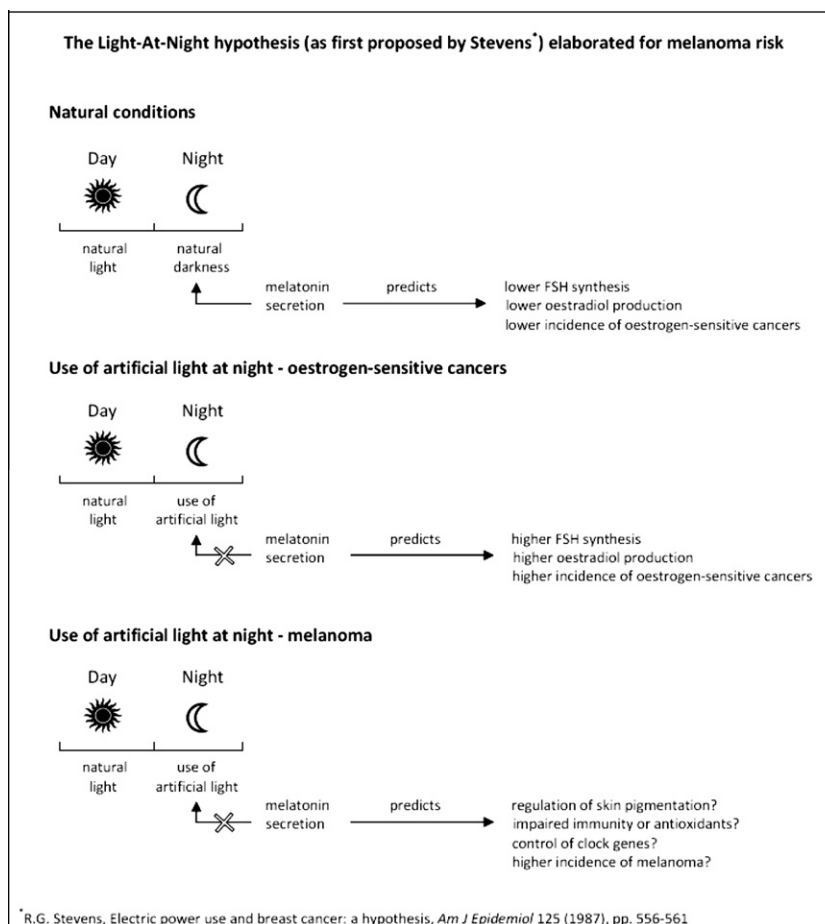 The Light-At-Night hypothesis (as first proposed by Stevens*) elaborated for melanoma risk
Natural conditions
Day Night
natural light
natural darkness
melatonin secretion
predicts
lower FSH synthesis
lower oestradiol production
lower incidence of oestrogen-sensitive cancers
Use of artificial light at night - oestrogen-sensitive cancers
Day Night
natural light
use of artificial light
melatonin secretion
predicts
higher FSH synthesis
higher oestradiol production
higher incidence of oestrogen-sensitive cancers
Use of artificial light at night - melanoma
Day Night
natural light
use of artificial light
melatonin secretion
predicts
regulation of skin pigmentation?
impaired immunity or antioxidants?
control of clock genes?
higher incidence of melanoma?
*R.G. Stevens, Electric power use and breast cancer: a hypothesis, Am J Epidemiol 125 (1987), pp. 556-561